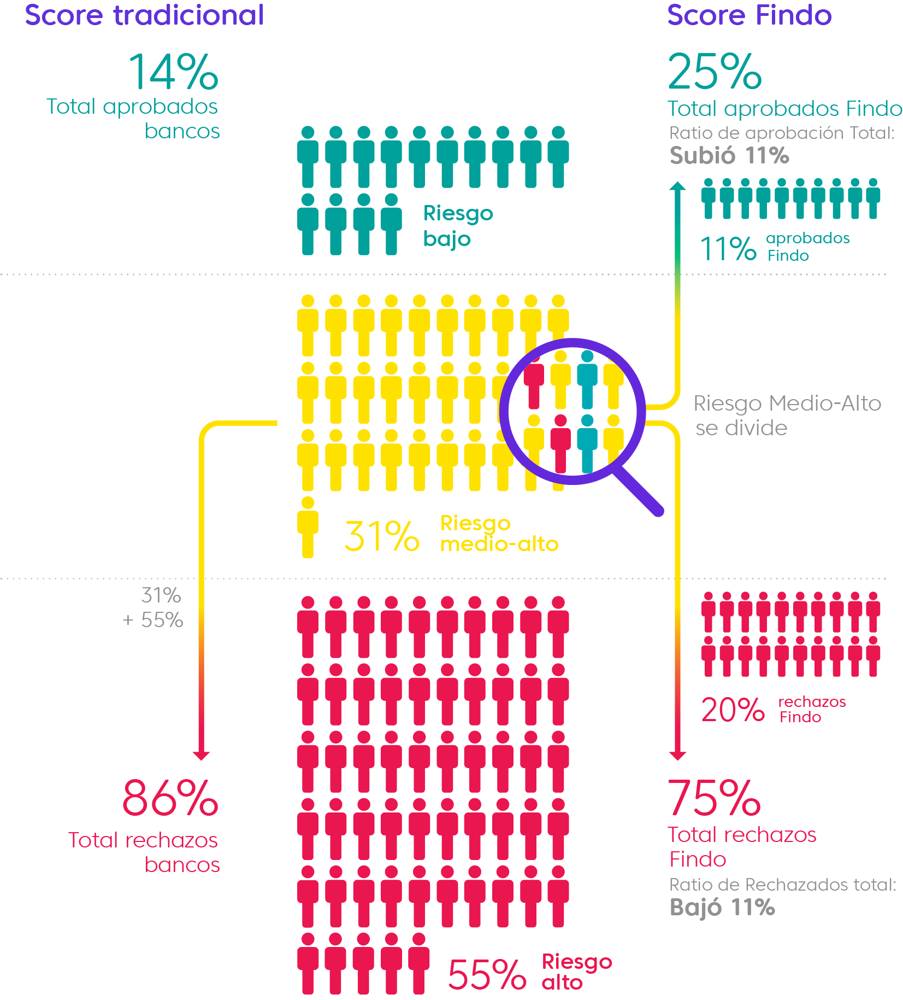 Score tradicional
14%
Total aprobados
bancos
Riesgo
bajo
Score Findo
25%
Total aprobados Findo
Ratio de aprobación Total:
Subió 11%
11% aprobados
Findo
Riesgo Medio-Alto
se divide
31% Riesgo
medio-alto
31%
+ 55%
86%
Total rechazos
bancos
20% rechazos
Findo
75%
Total rechazos
Findo
Ratio de Rechazados total:
Bajó 11%
55% Riesgo
alto